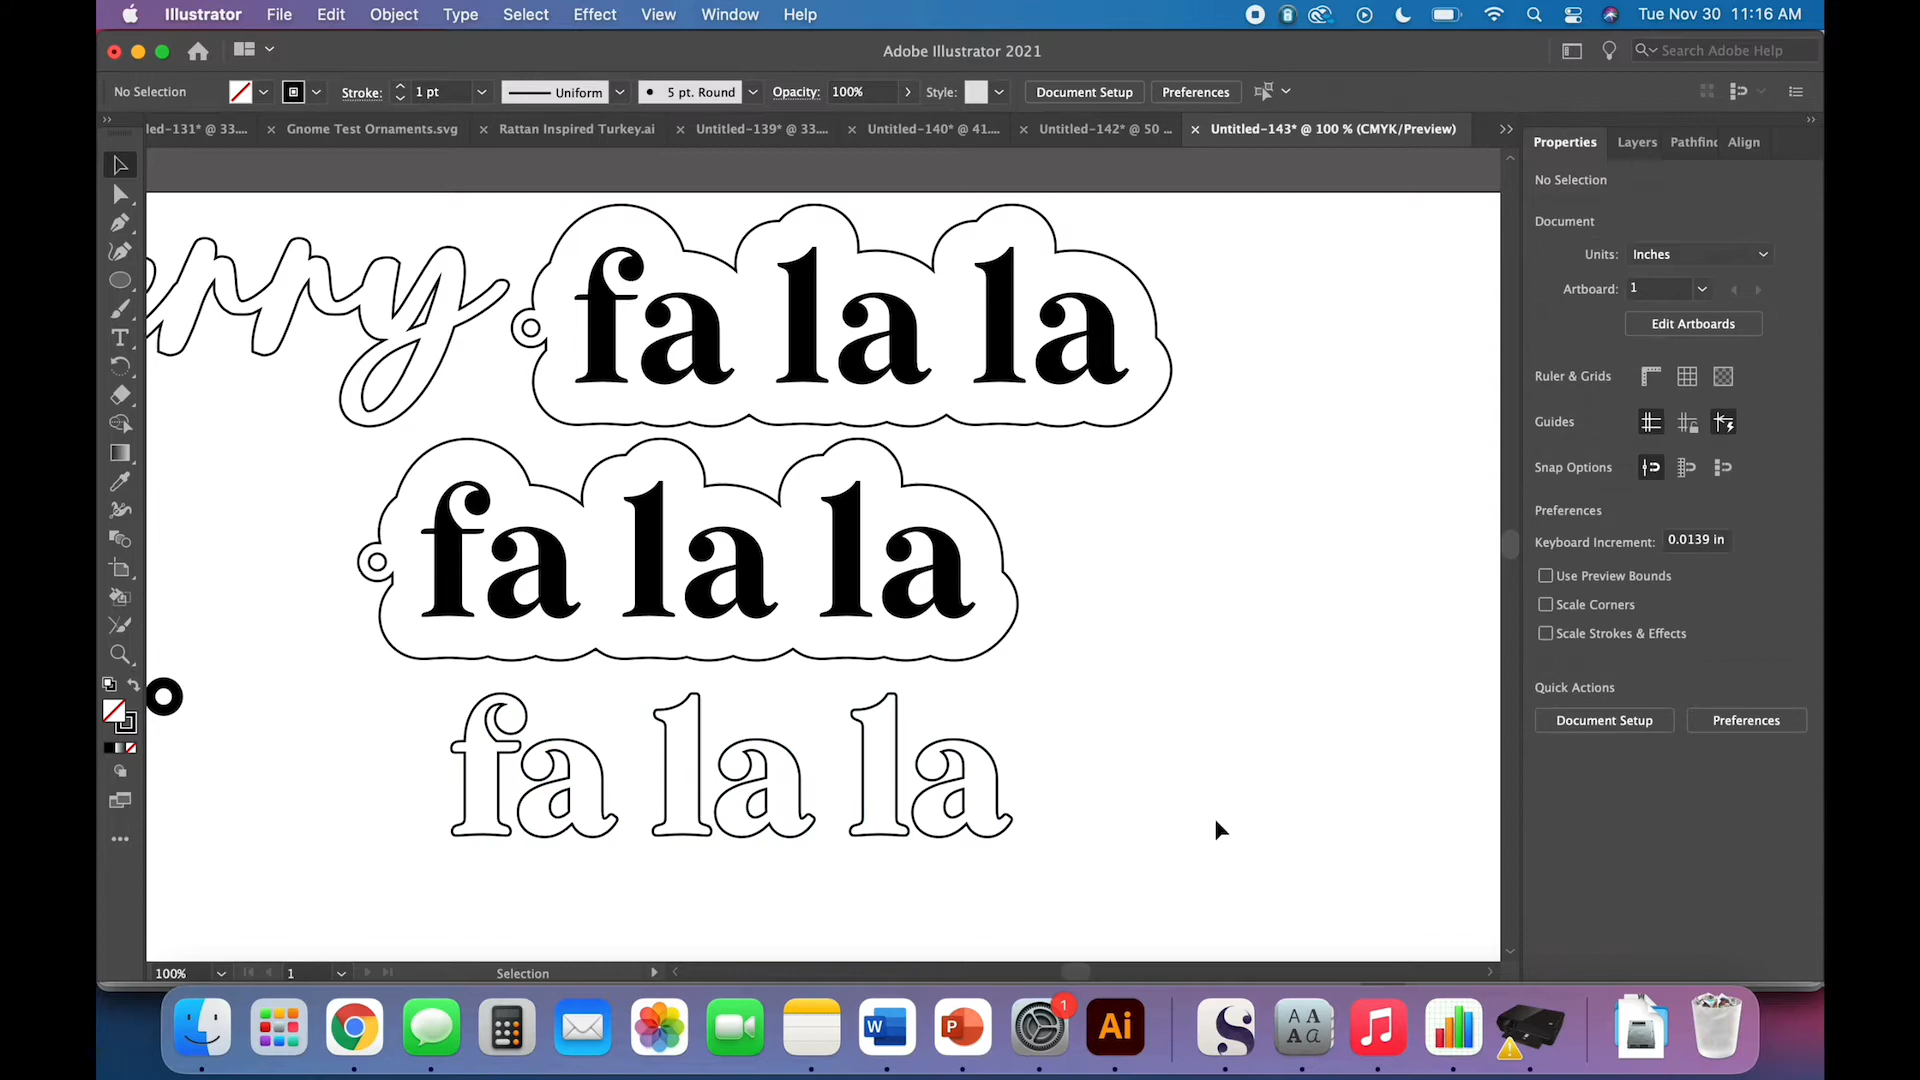 Illustrator File Edit Object Type Select Effect View Window Help Tue Nov 30 11:16 AM
Adobe Illustrator 2021 Search Adobe Help
No Selection Stroke: 1 pt Uniform 5 pt. Round Opacity: 100% Style: Document Setup Preferences
led-131* @ 33.... Gnome Test Ornaments.svg Rattan Inspired Turkey.ai Untitled-139* @ 33.... Untitled-140* @ 41.... Untitled-142* @ 50 ... Untitled-143* @ 100 % (CMYK/Preview)
Properties Layers Pathfinc Align
No Selection
Document
Units: Inches
Artboard: 1
Edit Artboards
Ruler & Grids
Guides
Snap Options
Preferences
Keyboard Increment: 0.0139 in
Use Preview Bounds
Scale Corners
Scale Strokes & Effects
Quick Actions
Document Setup Preferences
erry fa la la
fa la la
fa la la
100% 1 Selection
W P 1 Ai
A A
A a